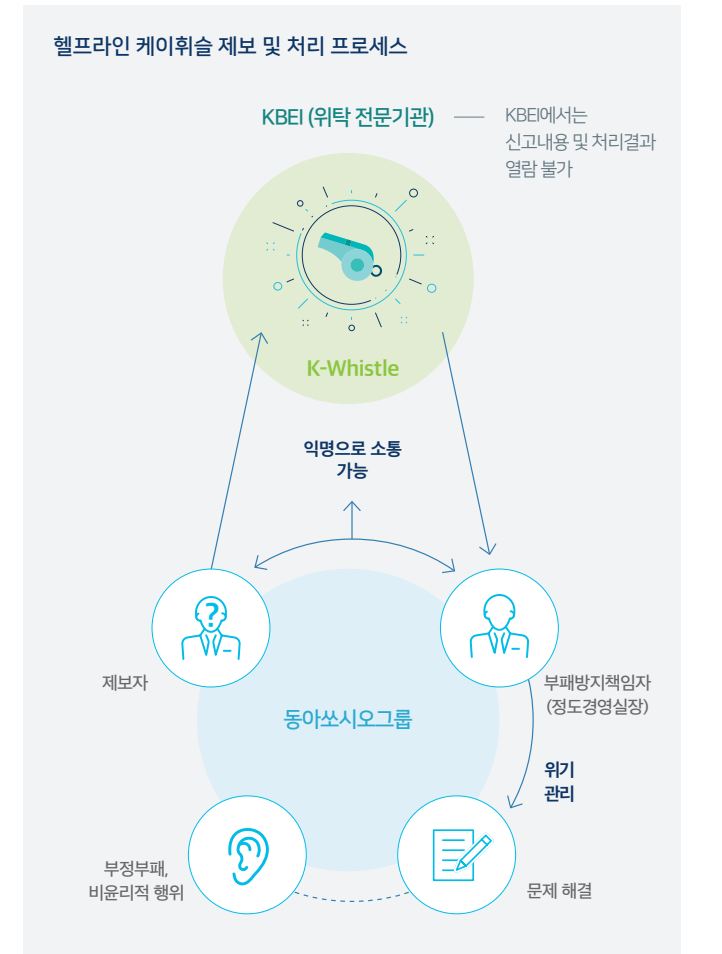 헬프라인 케이휘슬 제보 및 처리 프로세스
KBEI (위탁 전문기관)
KBEI에서는
신고내용 및 처리결과
열람 불가
K-Whistle
익명으로 소통
가능
?
제보자
부패방지책임자
(정도경영실장)
동아쏘시오그룹
위기
관리
부정부패,
비윤리적 행위
문제 해결